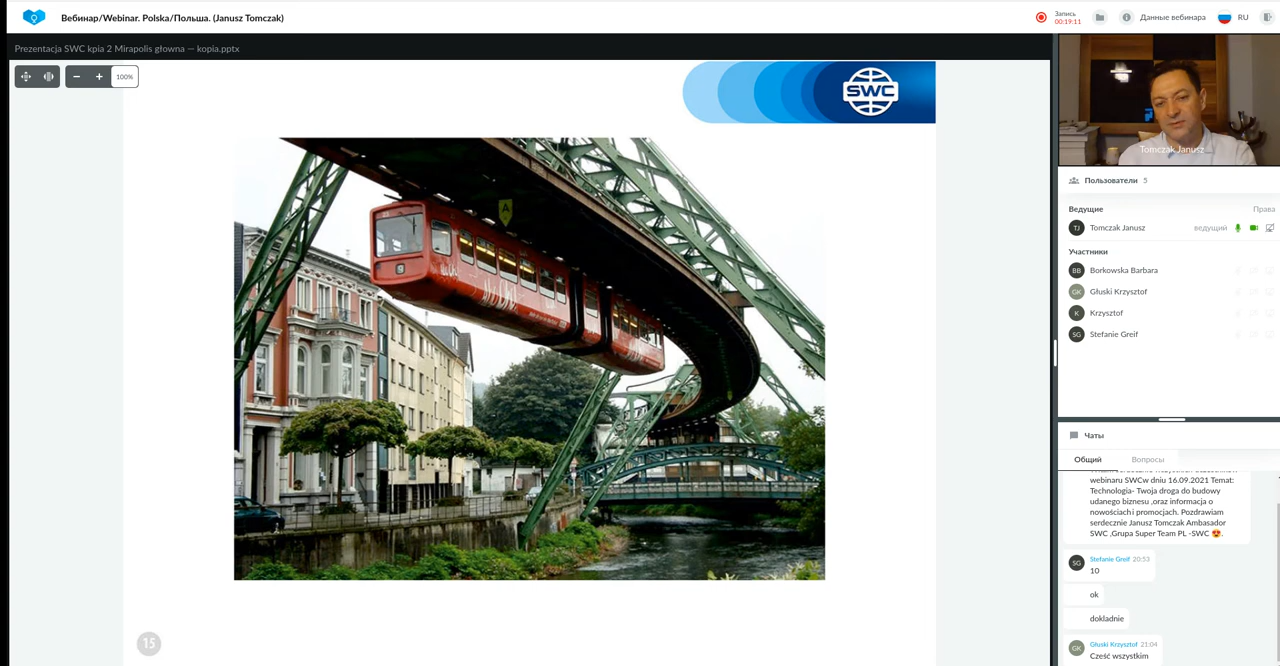 Вебинар/Webinar. Polska/Польша. (Janusz Tomczak)
Запись
00:19:11
Данные вебинара
RU
Prezentacja SWC kpia 2 Mirapolis głowna — kopia.pptx
100%
SWC
A
9
15
Tomczak Janusz
Пользователи 5
Ведущие
Права
TJ
Tomczak Janusz
ведущий
Участники
BB
Borkowska Barbara
GK
Głuski Krzysztof
K
Krzysztof
SG
Stefanie Greif
Чаты
Общий
Вопросы
webinaru SWCw dniu 16.09.2021 Temat:
Technologia- Twoja droga do budowy
udanego biznesu ,oraz informacja o
nowościach i promocjach. Pozdrawiam
serdecznie Janusz Tomczak Ambasador
SWC ,Grupa Super Team PL -SWC 😍.
SG
Stefanie Greif 20:53
10
ok
dokladnie
GK
Głuski Krzysztof 21:04
Cześć wszystkim